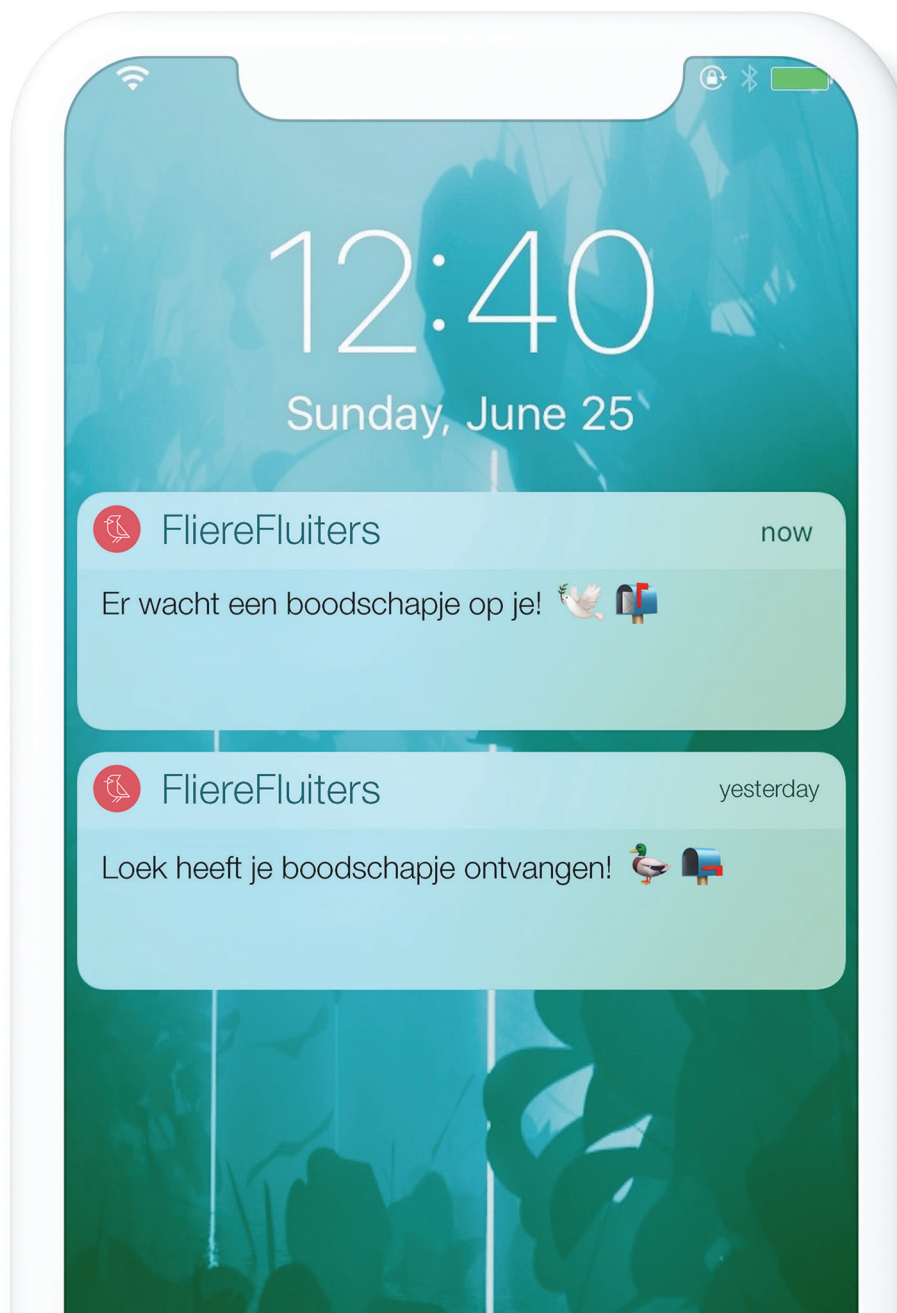 12:40
Sunday, June 25
FliereFluiters
now
Er wacht een boodschapje op je! 🕊️ 📬
FliereFluiters
yesterday
Loek heeft je boodschapje ontvangen! 🦆 📪